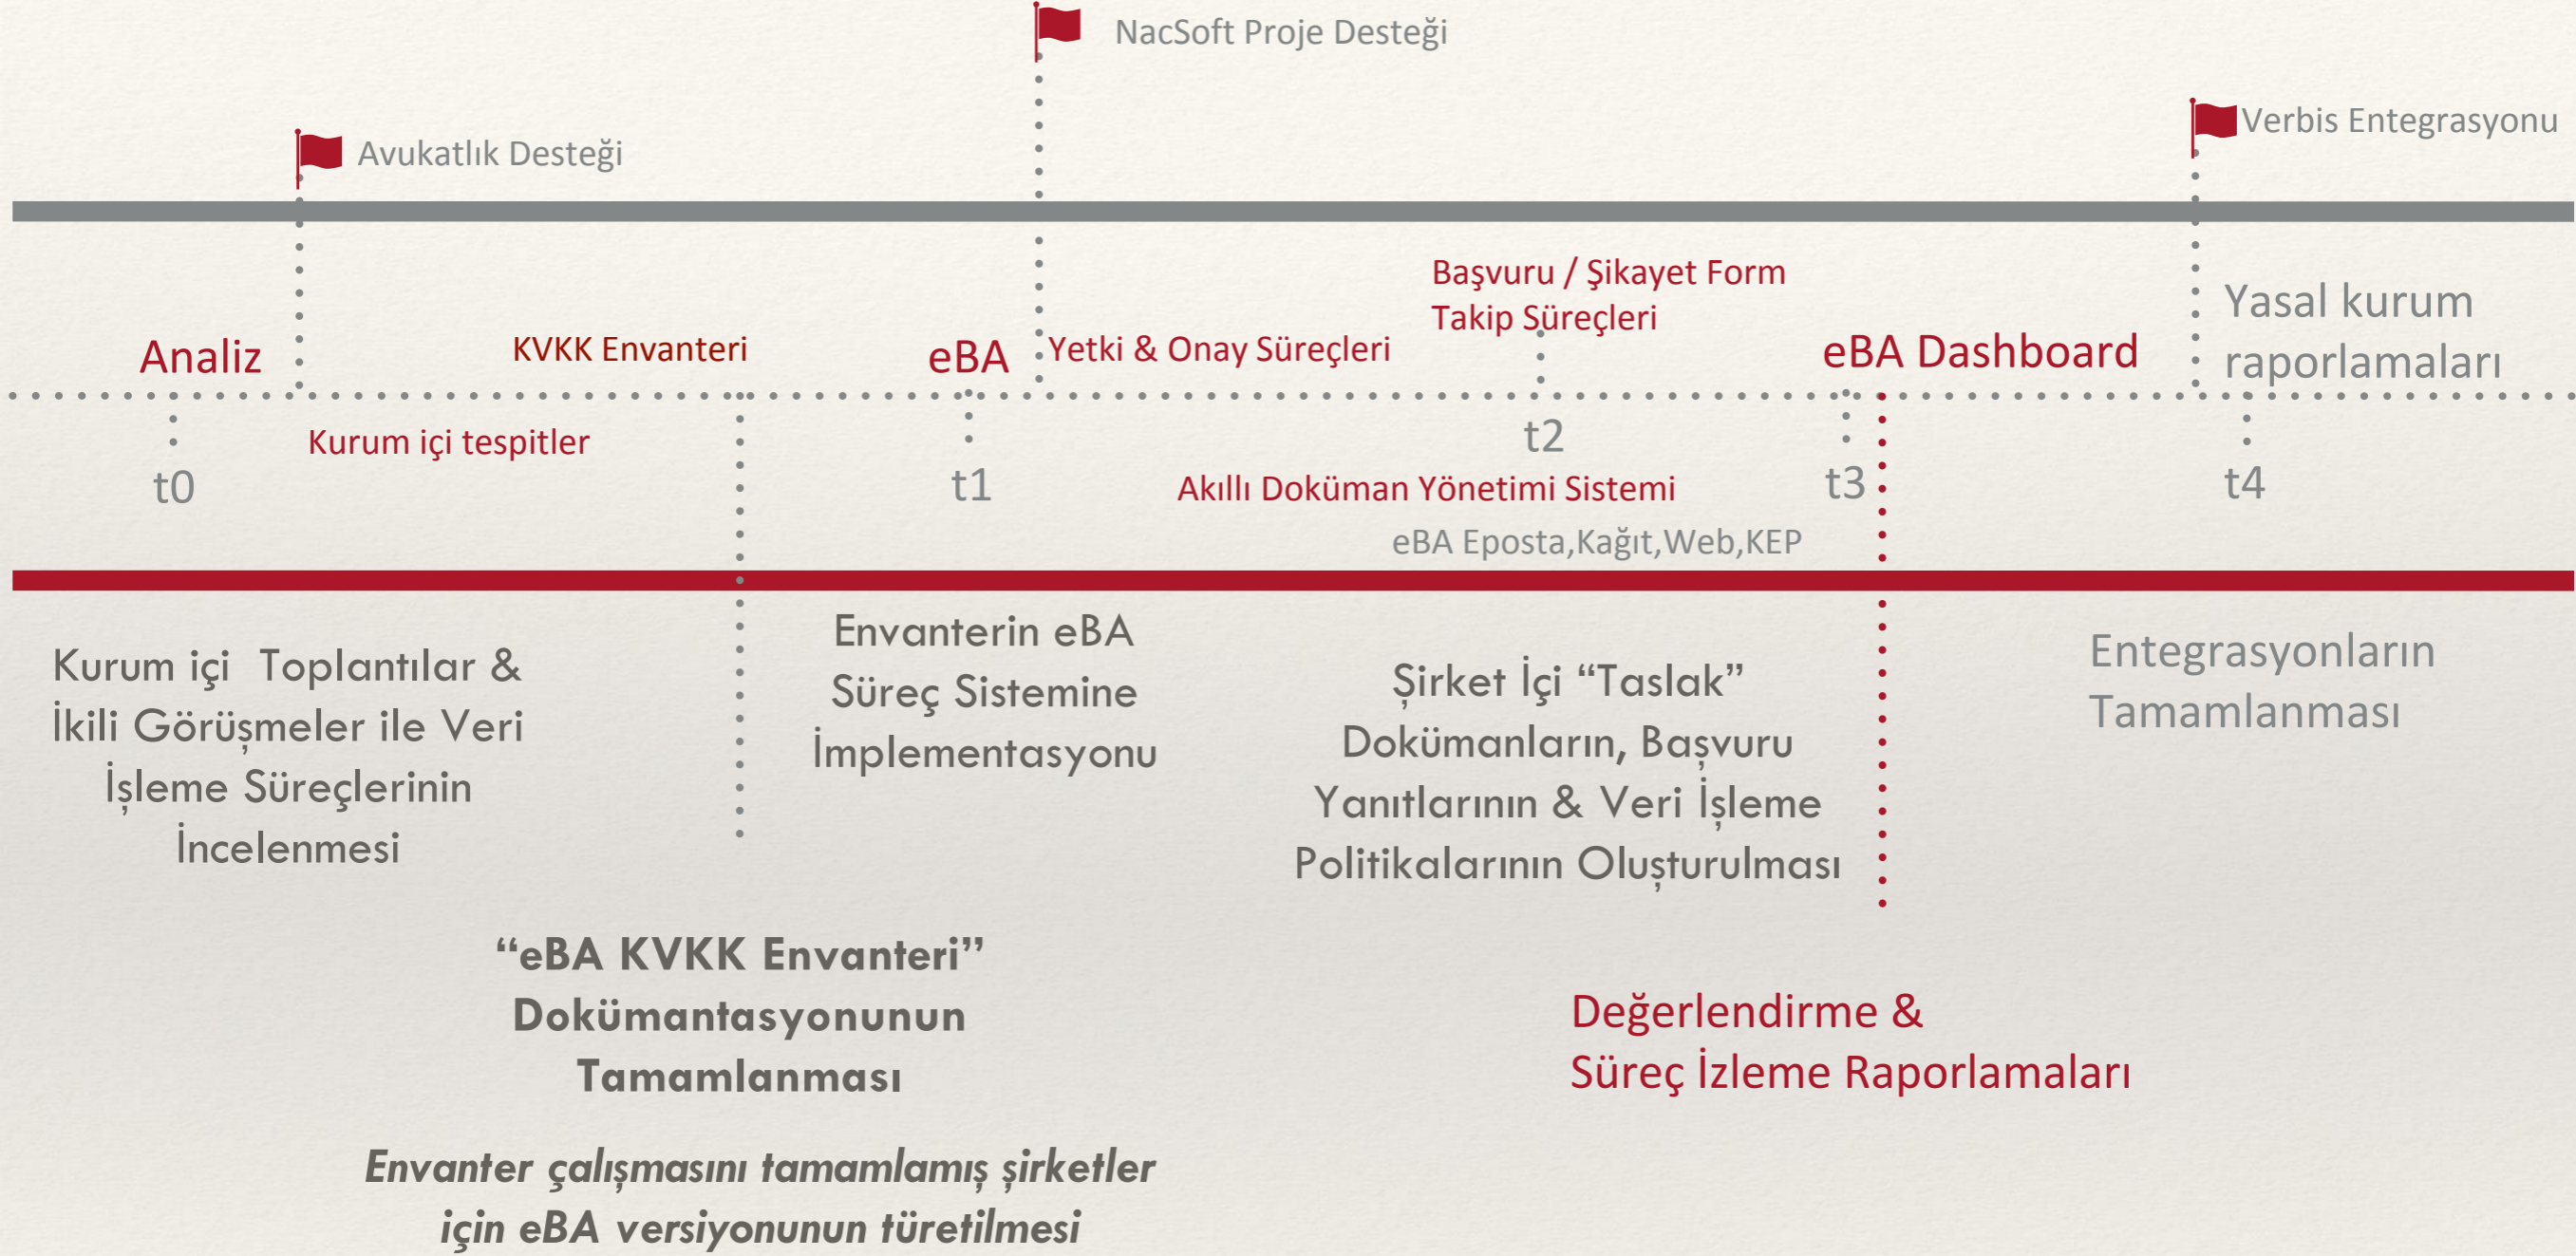 NacSoft Proje Desteği
Verbis Entegrasyonu
Avukatlık Desteği
Başvuru / Şikayet Form
Takip Süreçleri
Yasal kurum
raporlamaları
Analiz
KVKK Envanteri
eBA
Yetki & Onay Süreçleri
eBA Dashboard
Kurum içi tespitler
t0
t1
t2
t3
t4
Akıllı Doküman Yönetimi Sistemi
eBA Eposta,Kağıt,Web,KEP
Kurum içi Toplantılar &
İkili Görüşmeler ile Veri
İşleme Süreçlerinin
İncelenmesi
Envanterin eBA
Süreç Sistemine
İmplementasyonu
Şirket İçi “Taslak”
Dokümanların, Başvuru
Yanıtlarının & Veri İşleme
Politikalarının Oluşturulması
Entegrasyonların
Tamamlanması
“eBA KVKK Envanteri”
Dokümantasyonunun
Tamamlanması
Değerlendirme &
Süreç İzleme Raporlamaları
Envanter çalışmasını tamamlamış şirketler
için eBA versiyonunun türetilmesi